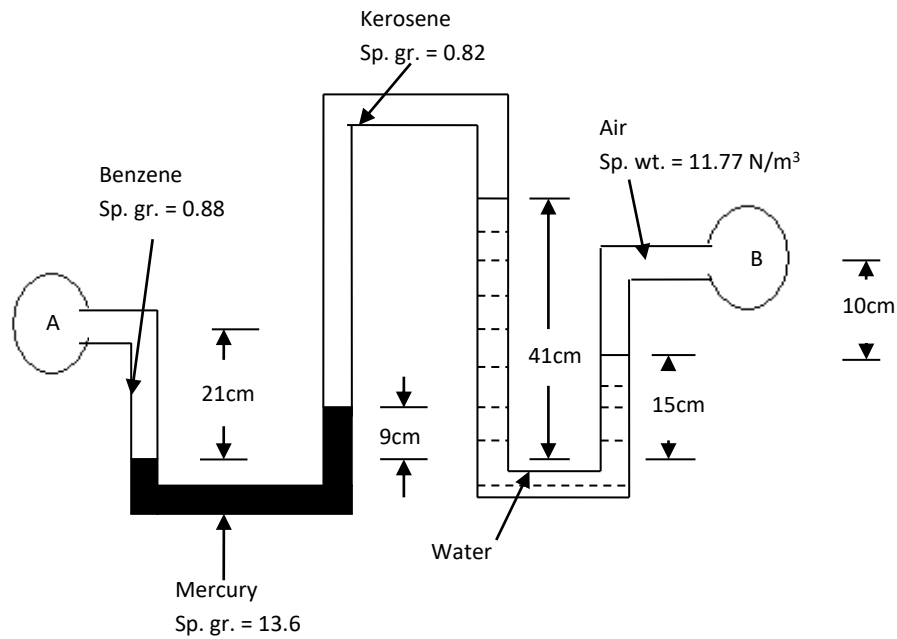 Kerosene
Sp. gr. = 0.82
Air
Sp. wt. = 11.77 N/m³
Benzene
Sp. gr. = 0.88
A
B
10cm
21cm
41cm
9cm
15cm
Water
Mercury
Sp. gr. = 13.6